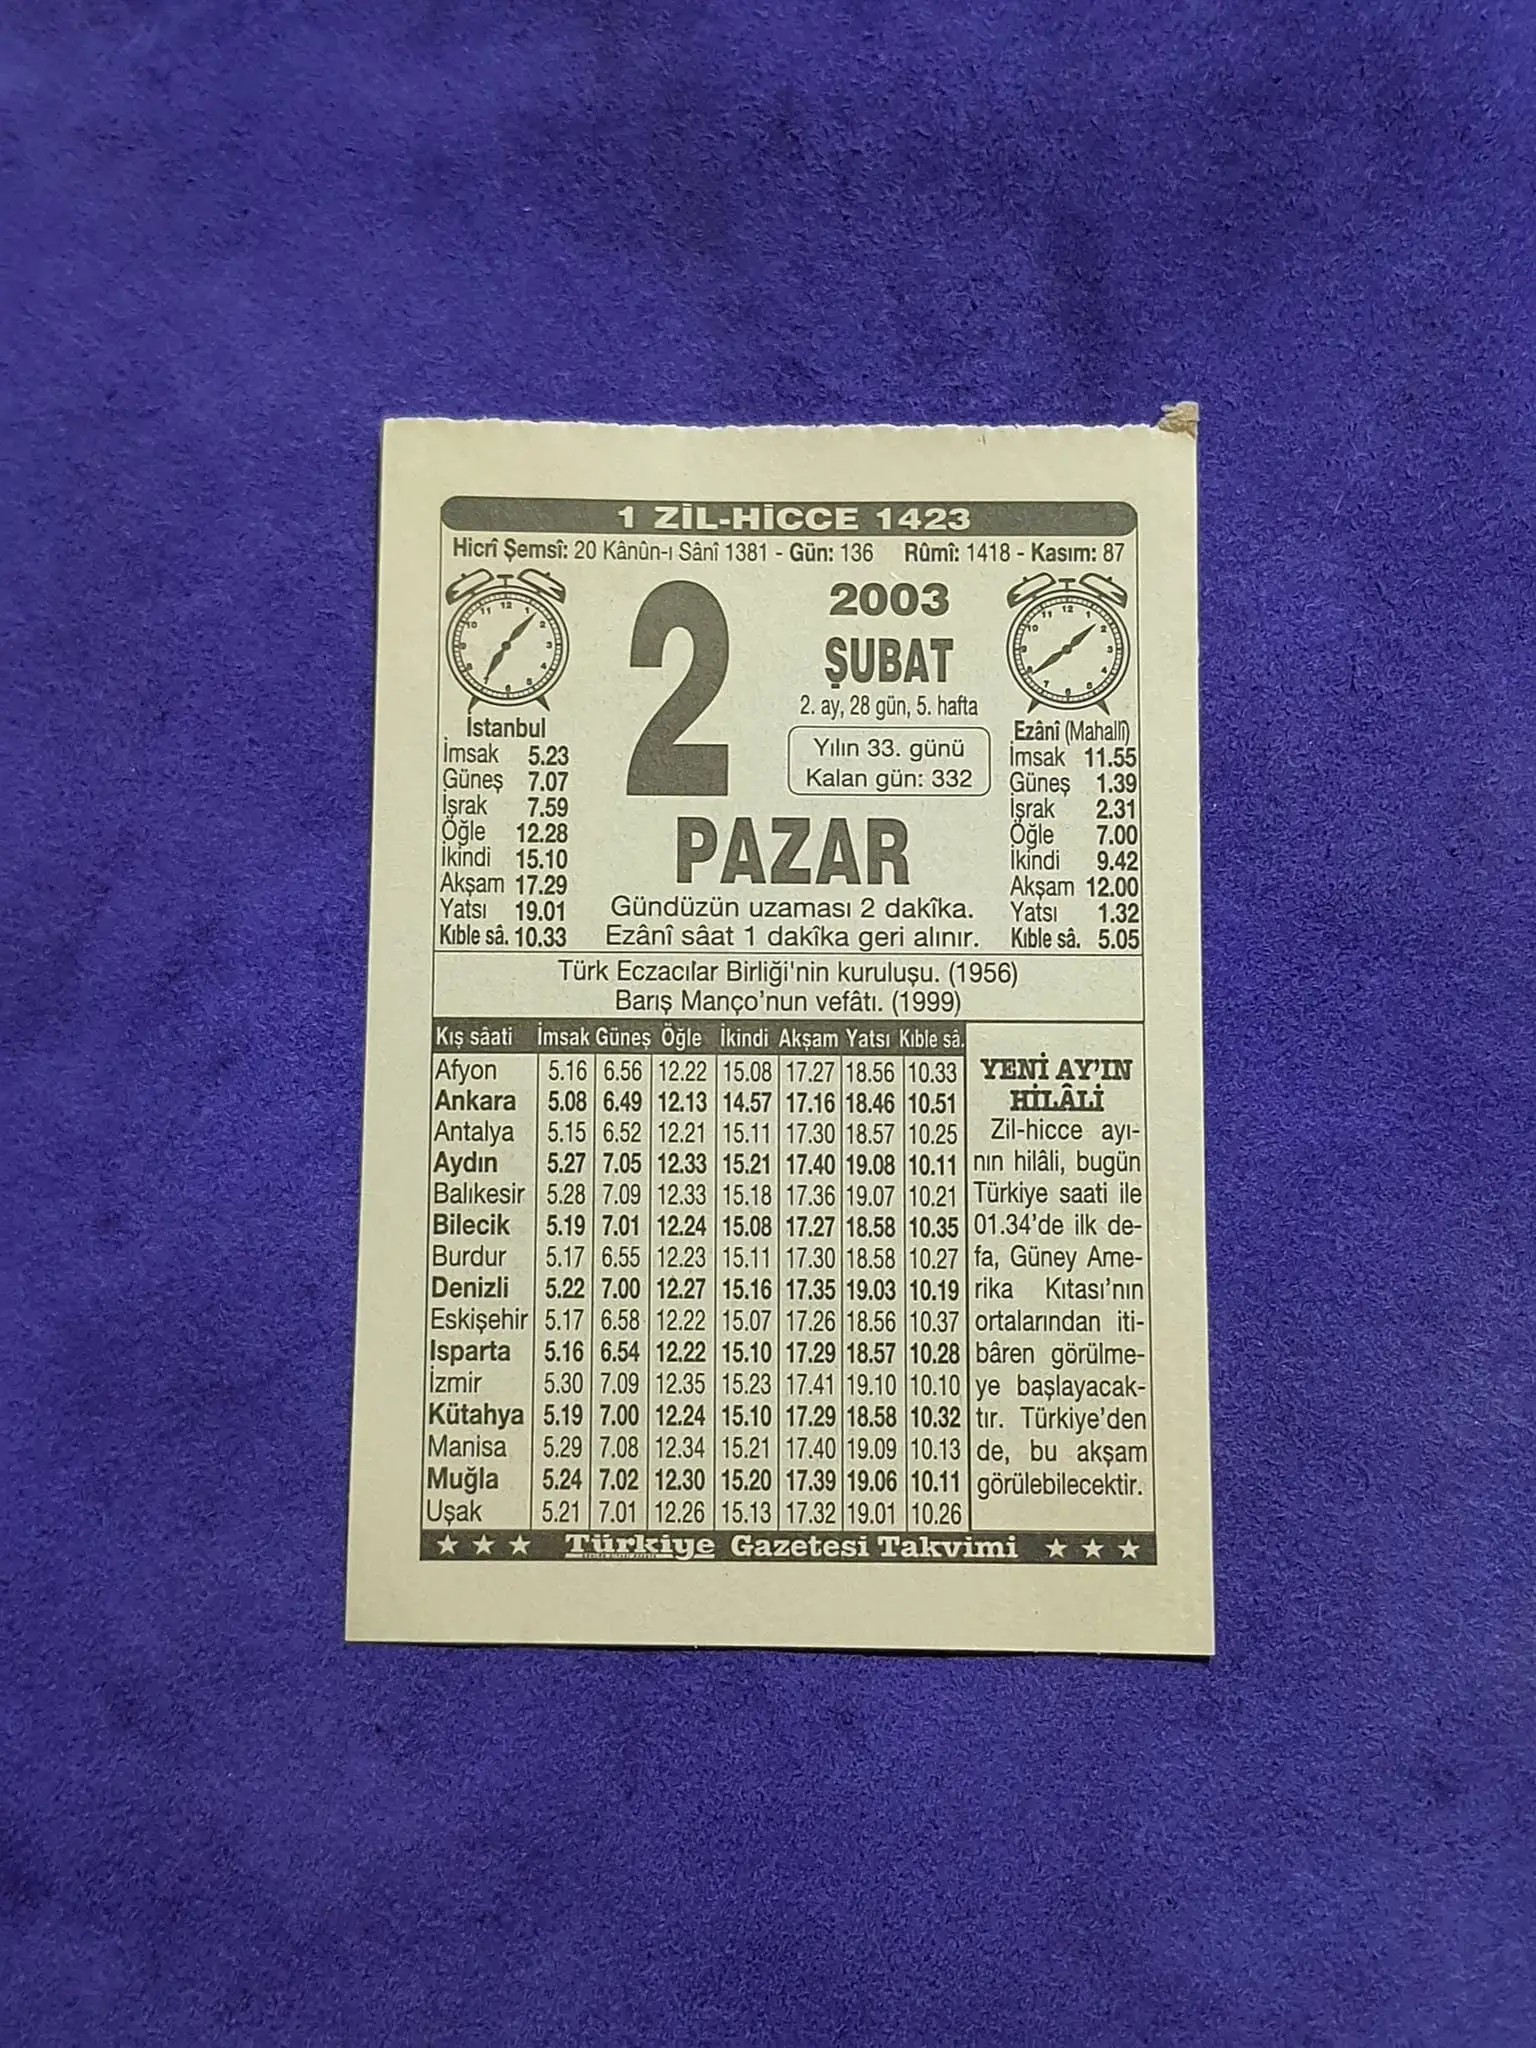 1 ZİL-HİCCE 1423
Hicrî Şemsî: 20 Kânûn-ı Sânî 1381 - Gün: 136 Rûmî: 1418 - Kasım: 87
2
2003
ŞUBAT
2. ay, 28 gün, 5. hafta
Yılın 33. günü
Kalan gün: 332
PAZAR
Gündüzün uzaması 2 dakîka.
Ezânî sâat 1 dakîka geri alınır.
İstanbul
İmsak 5.23
Güneş 7.07
İşrak 7.59
Öğle 12.28
İkindi 15.10
Akşam 17.29
Yatsı 19.01
Kıble sâ. 10.33
Ezânî (Mahallî)
İmsak 11.55
Güneş 1.39
İşrak 2.31
Öğle 7.00
İkindi 9.42
Akşam 12.00
Yatsı 1.32
Kıble sâ. 5.05
Türk Eczacılar Birliği'nin kuruluşu. (1956)
Barış Manço'nun vefâtı. (1999)
Kış sâati İmsak Güneş Öğle İkindi Akşam Yatsı Kıble sâ.
Afyon 5.16 6.56 12.22 15.08 17.27 18.56 10.33
Ankara 5.08 6.49 12.13 14.57 17.16 18.46 10.51
Antalya 5.15 6.52 12.21 15.11 17.30 18.57 10.25
Aydın 5.27 7.05 12.33 15.21 17.40 19.08 10.11
Balıkesir 5.28 7.09 12.33 15.18 17.36 19.07 10.21
Bilecik 5.19 7.01 12.24 15.08 17.27 18.58 10.35
Burdur 5.17 6.55 12.23 15.11 17.30 18.58 10.27
Denizli 5.22 7.00 12.27 15.16 17.35 19.03 10.19
Eskişehir 5.17 6.58 12.22 15.07 17.26 18.56 10.37
Isparta 5.16 6.54 12.22 15.10 17.29 18.57 10.28
İzmir 5.30 7.09 12.35 15.23 17.41 19.10 10.10
Kütahya 5.19 7.00 12.24 15.10 17.29 18.58 10.32
Manisa 5.29 7.08 12.34 15.21 17.40 19.09 10.13
Muğla 5.24 7.02 12.30 15.20 17.39 19.06 10.11
Uşak 5.21 7.01 12.26 15.13 17.32 19.01 10.26
YENİ AY'IN
HİLÂLİ
Zil-hicce ayı-
nın hilâli, bugün
Türkiye saati ile
01.34'de ilk de-
fa, Güney Ame-
rika Kıtası'nın
ortalarından iti-
bâren görülme-
ye başlayacak-
tır. Türkiye'den
de, bu akşam
görülebilecektir.
★ ★ ★ Türkiye Gazetesi Takvimi ★ ★ ★